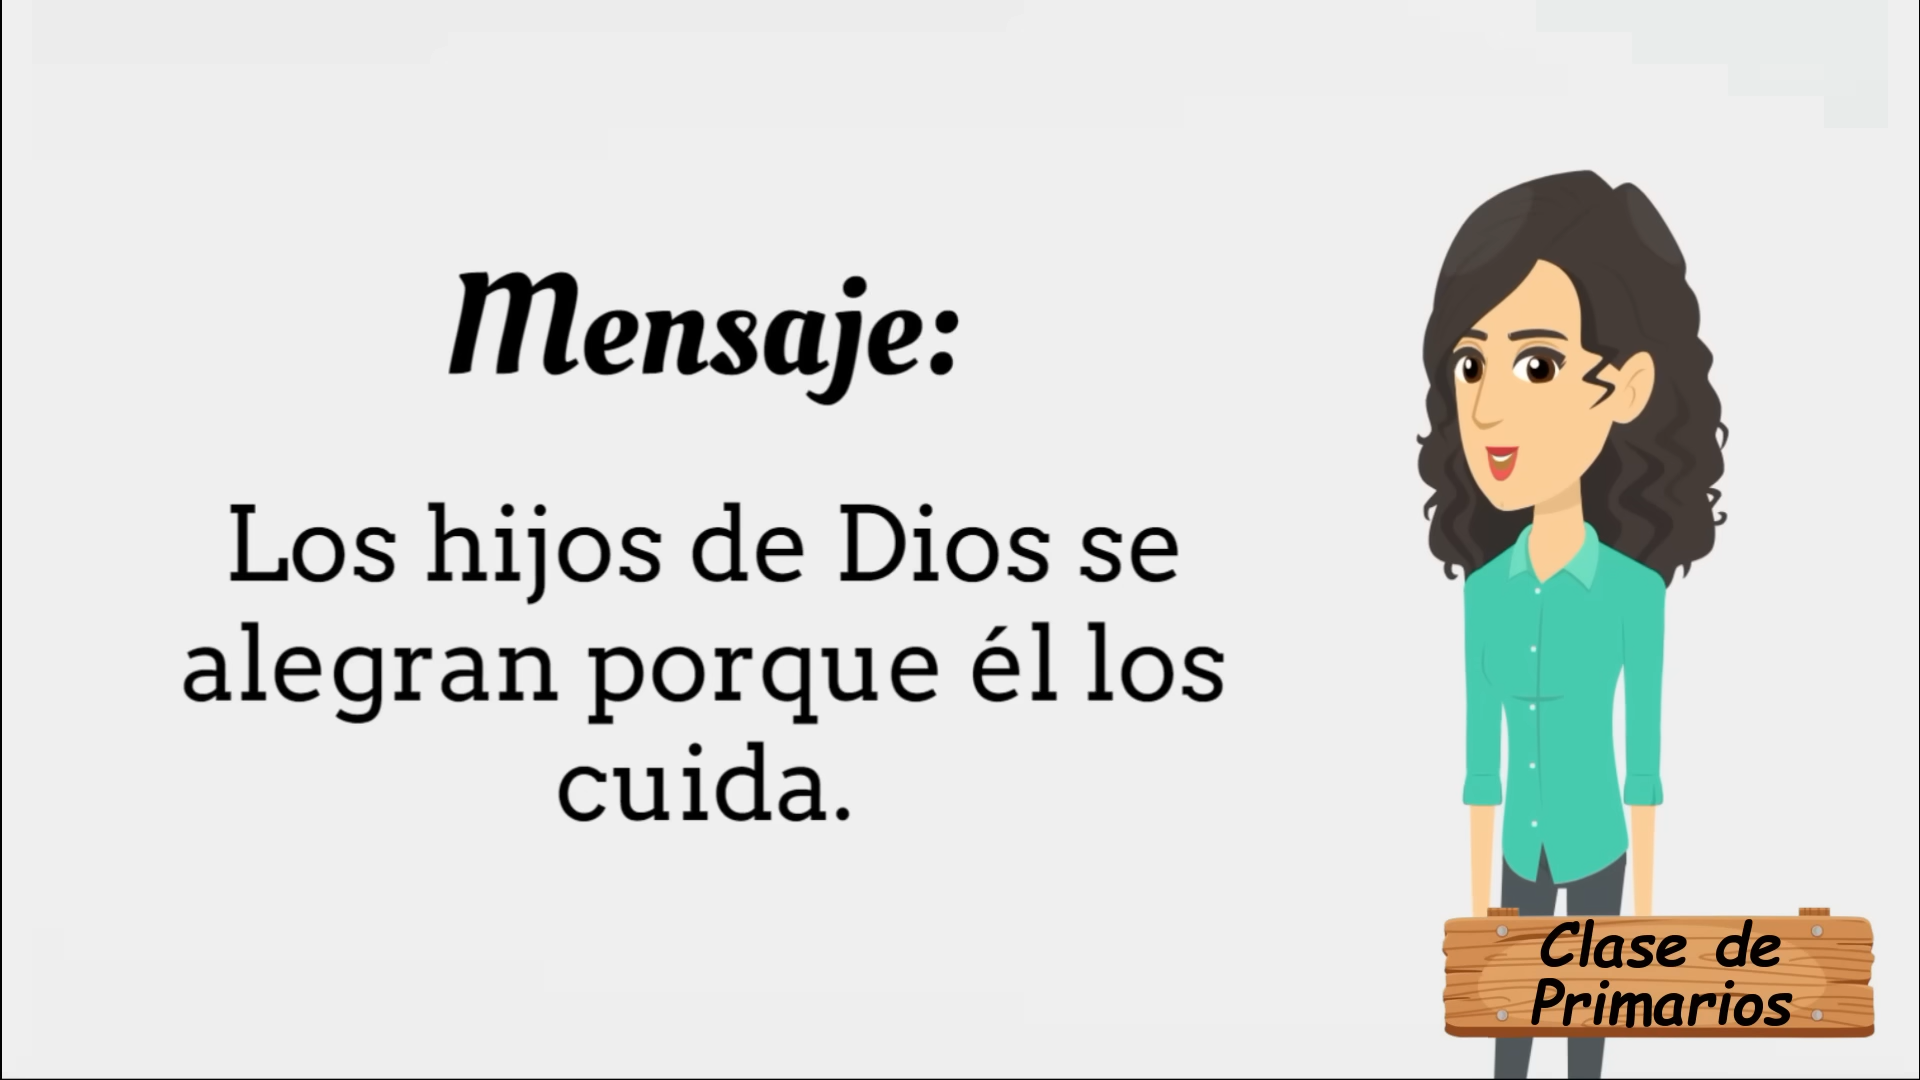 Mensaje:
Los hijos de Dios se
alegran porque él los
cuida.
Clase de
Primarios